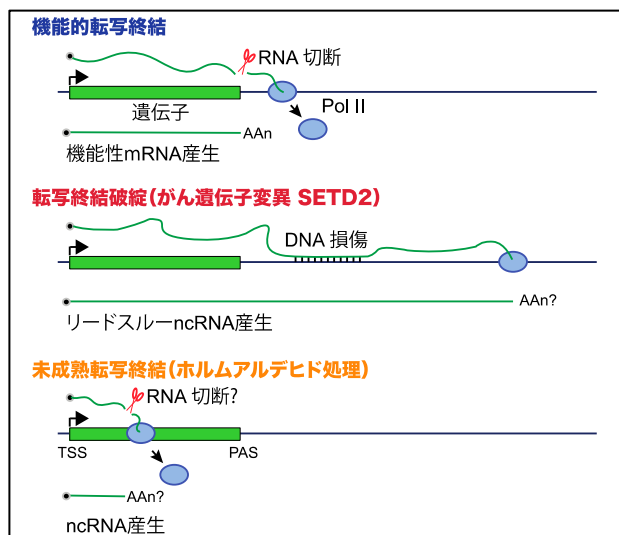 機能的転写終結
RNA 切断
遺伝子
Pol II
AAn
機能性mRNA産生
転写終結破綻(がん遺伝子変異 SETD2)
DNA 損傷
AAn?
リードスルーncRNA産生
未成熟転写終結(ホルムアルデヒド処理)
RNA 切断?
TSS
PAS
AAn?
ncRNA産生